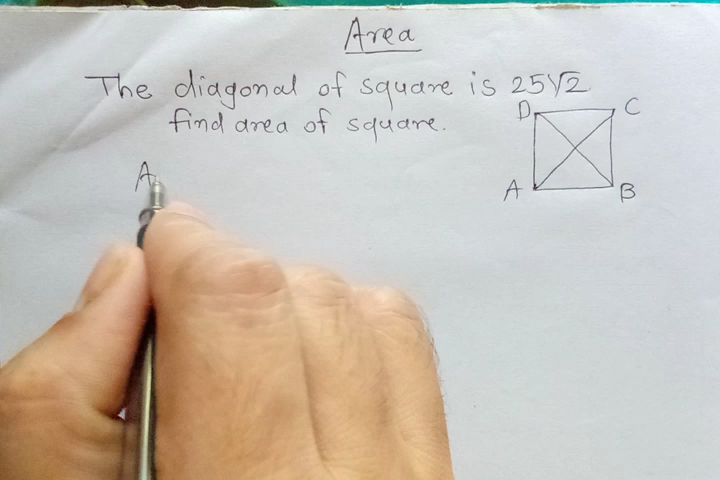 Area
The diagonal of square is 25√2
find area of square.
D C
A
A B